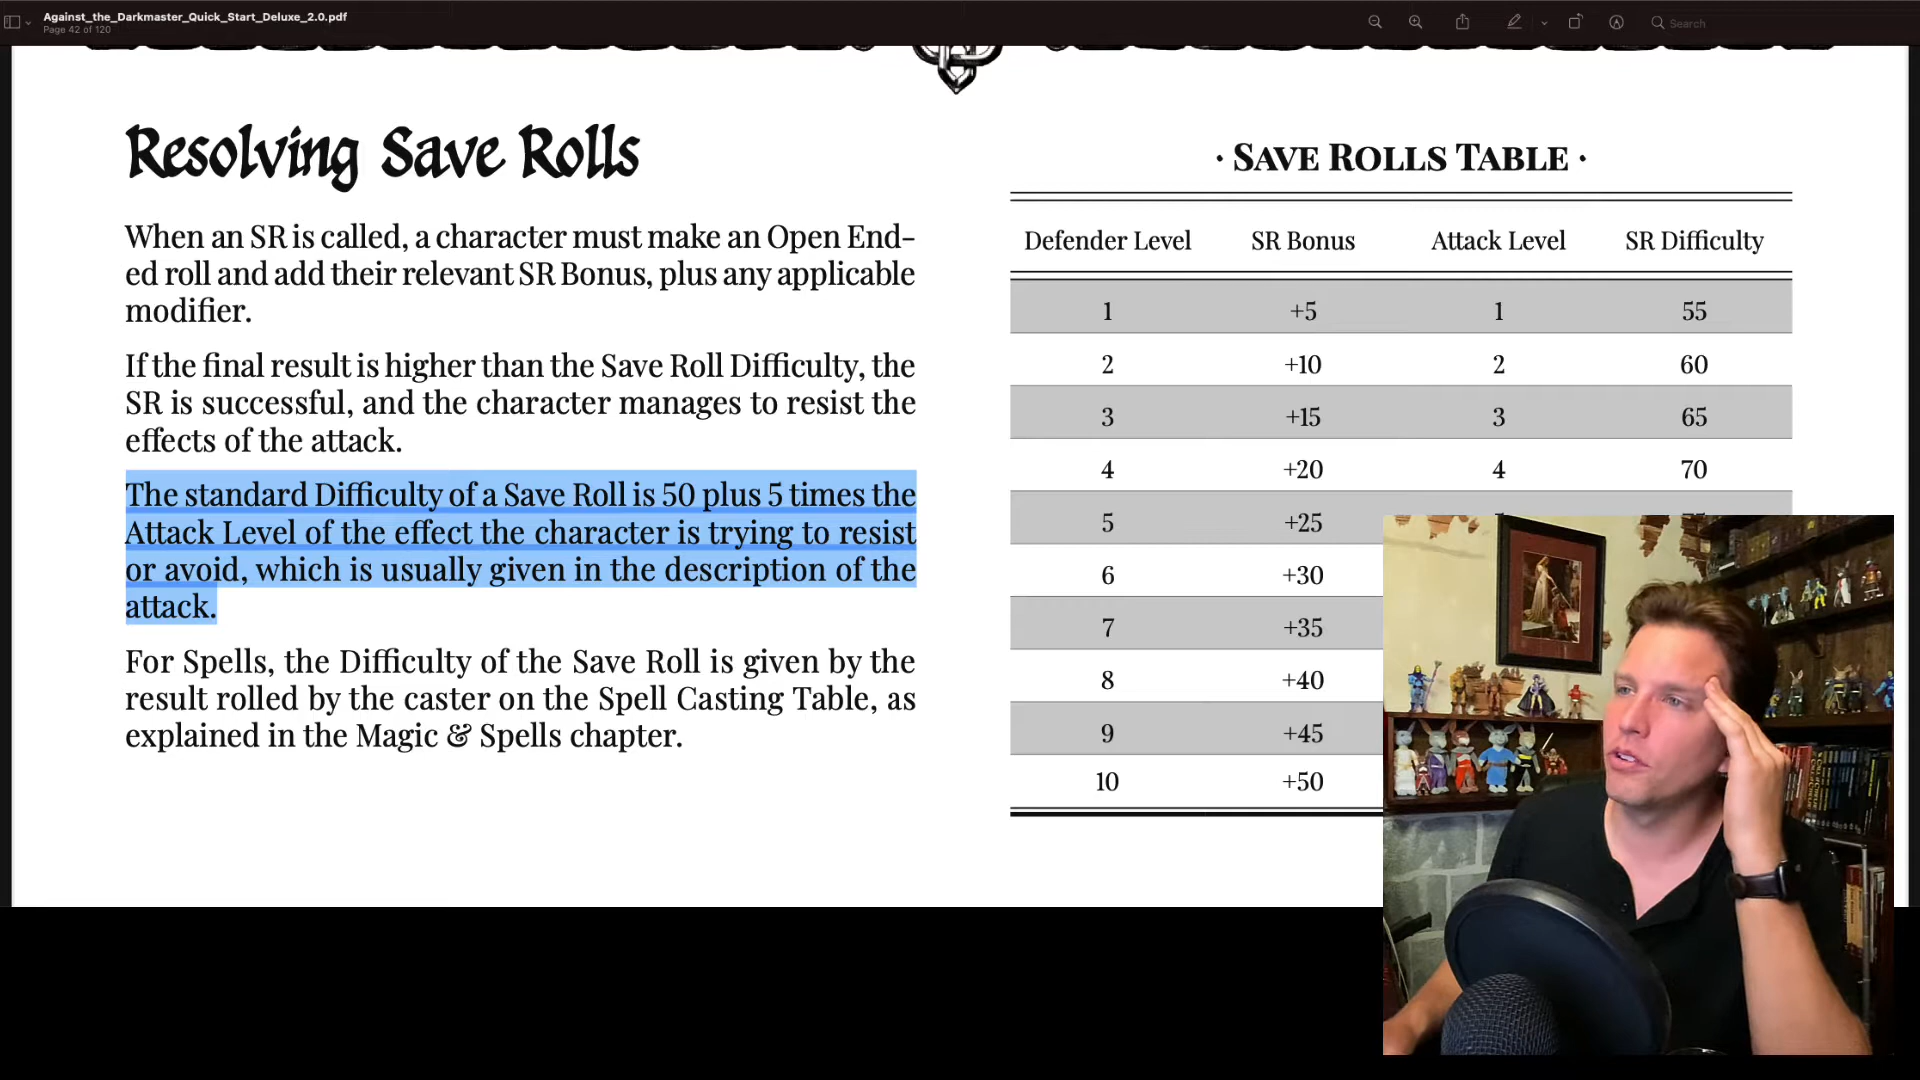 Against_the_Darkmaster_Quick_Start_Deluxe_2.0.pdf
Page 42 of 120
Search
Resolving Save Rolls
When an SR is called, a character must make an Open End-
ed roll and add their relevant SR Bonus, plus any applicable
modifier.
If the final result is higher than the Save Roll Difficulty, the
SR is successful, and the character manages to resist the
effects of the attack.
The standard Difficulty of a Save Roll is 50 plus 5 times the
Attack Level of the effect the character is trying to resist
or avoid, which is usually given in the description of the
attack.
For Spells, the Difficulty of the Save Roll is given by the
result rolled by the caster on the Spell Casting Table, as
explained in the Magic & Spells chapter.
· SAVE ROLLS TABLE ·
Defender Level SR Bonus Attack Level SR Difficulty
1 +5 1 55
2 +10 2 60
3 +15 3 65
4 +20 4 70
5 +25
6 +30
7 +35
8 +40
9 +45
10 +50